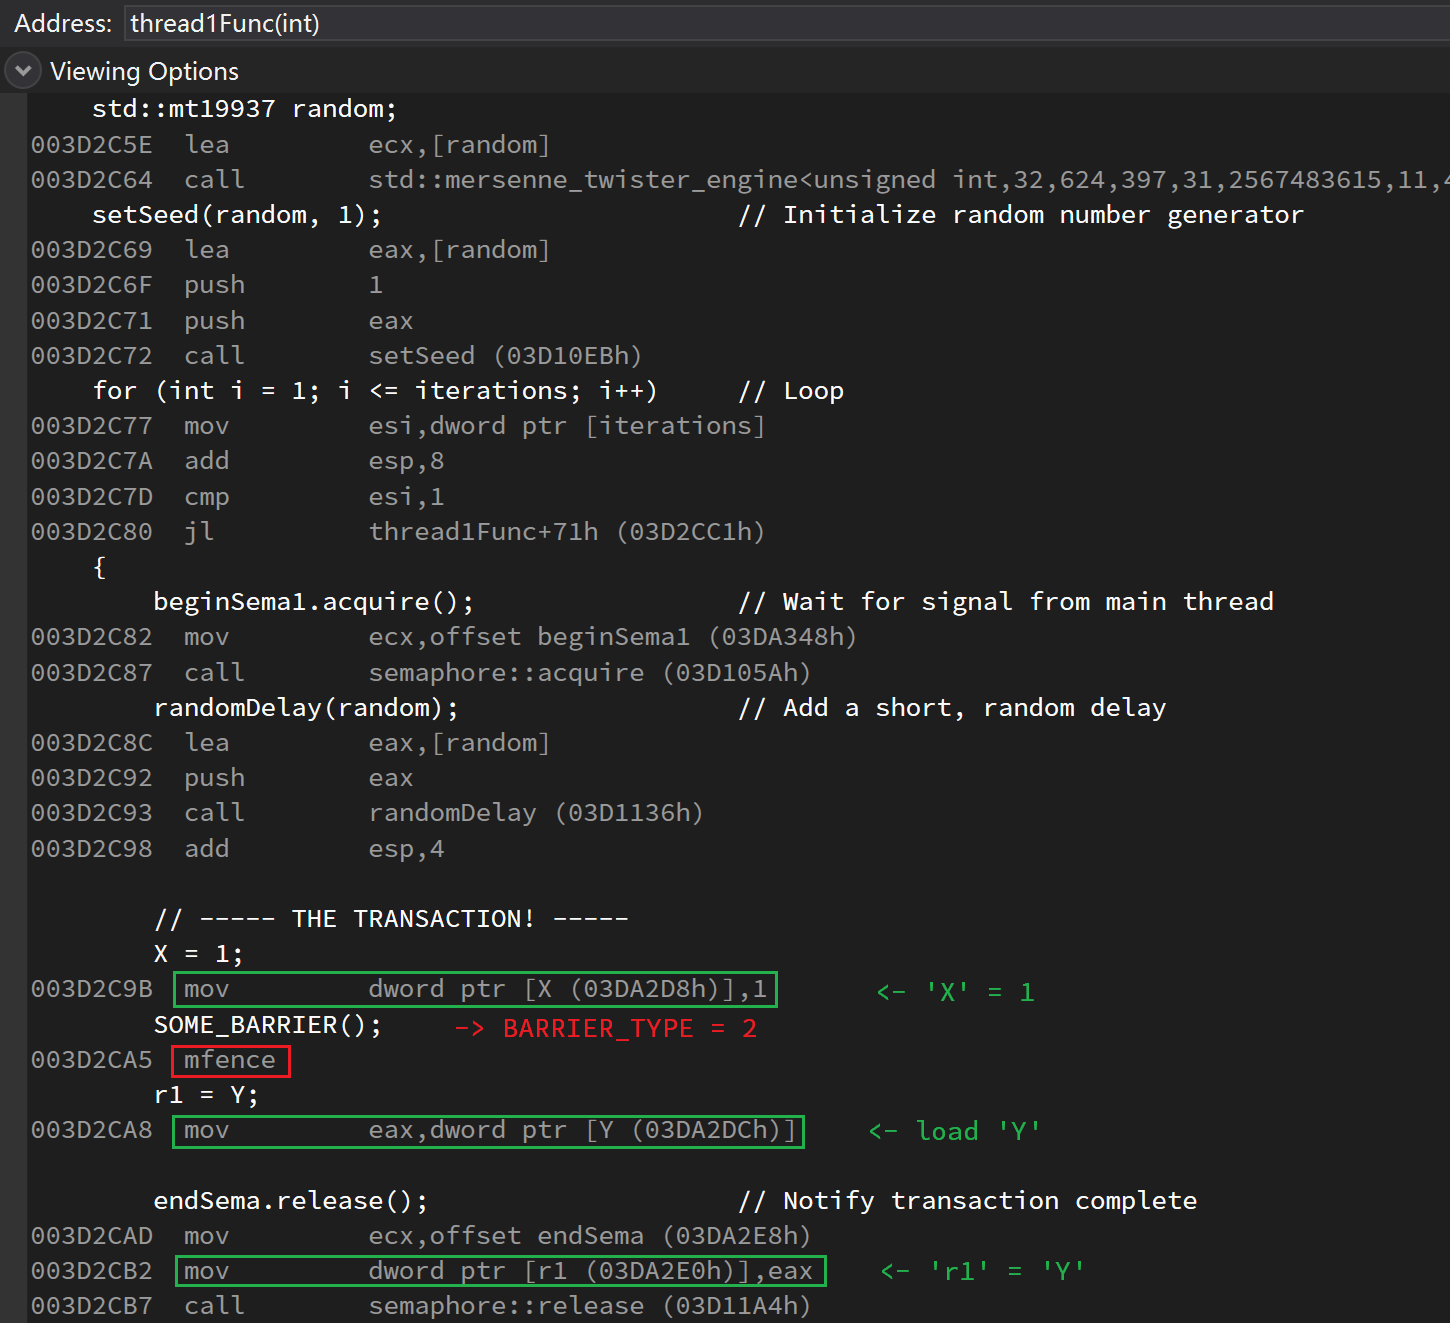 Address: thread1Func(int)
Viewing Options
std::mt19937 random;
003D2C5E lea ecx,[random]
003D2C64 call std::mersenne_twister_engine<unsigned int,32,624,397,31,2567483615,11,4
setSeed(random, 1); // Initialize random number generator
003D2C69 lea eax,[random]
003D2C6F push 1
003D2C71 push eax
003D2C72 call setSeed (03D10EBh)
for (int i = 1; i <= iterations; i++) // Loop
003D2C77 mov esi,dword ptr [iterations]
003D2C7A add esp,8
003D2C7D cmp esi,1
003D2C80 jl thread1Func+71h (03D2CC1h)
{
beginSema1.acquire(); // Wait for signal from main thread
003D2C82 mov ecx,offset beginSema1 (03DA348h)
003D2C87 call semaphore::acquire (03D105Ah)
randomDelay(random); // Add a short, random delay
003D2C8C lea eax,[random]
003D2C92 push eax
003D2C93 call randomDelay (03D1136h)
003D2C98 add esp,4
// ----- THE TRANSACTION! -----
X = 1;
003D2C9B mov dword ptr [X (03DA2D8h)],1 <- 'X' = 1
SOME_BARRIER(); -> BARRIER_TYPE = 2
003D2CA5 mfence
r1 = Y;
003D2CA8 mov eax,dword ptr [Y (03DA2DCh)] <- load 'Y'
endSema.release(); // Notify transaction complete
003D2CAD mov ecx,offset endSema (03DA2E8h)
003D2CB2 mov dword ptr [r1 (03DA2E0h)],eax <- 'r1' = 'Y'
003D2CB7 call semaphore::release (03D11A4h)